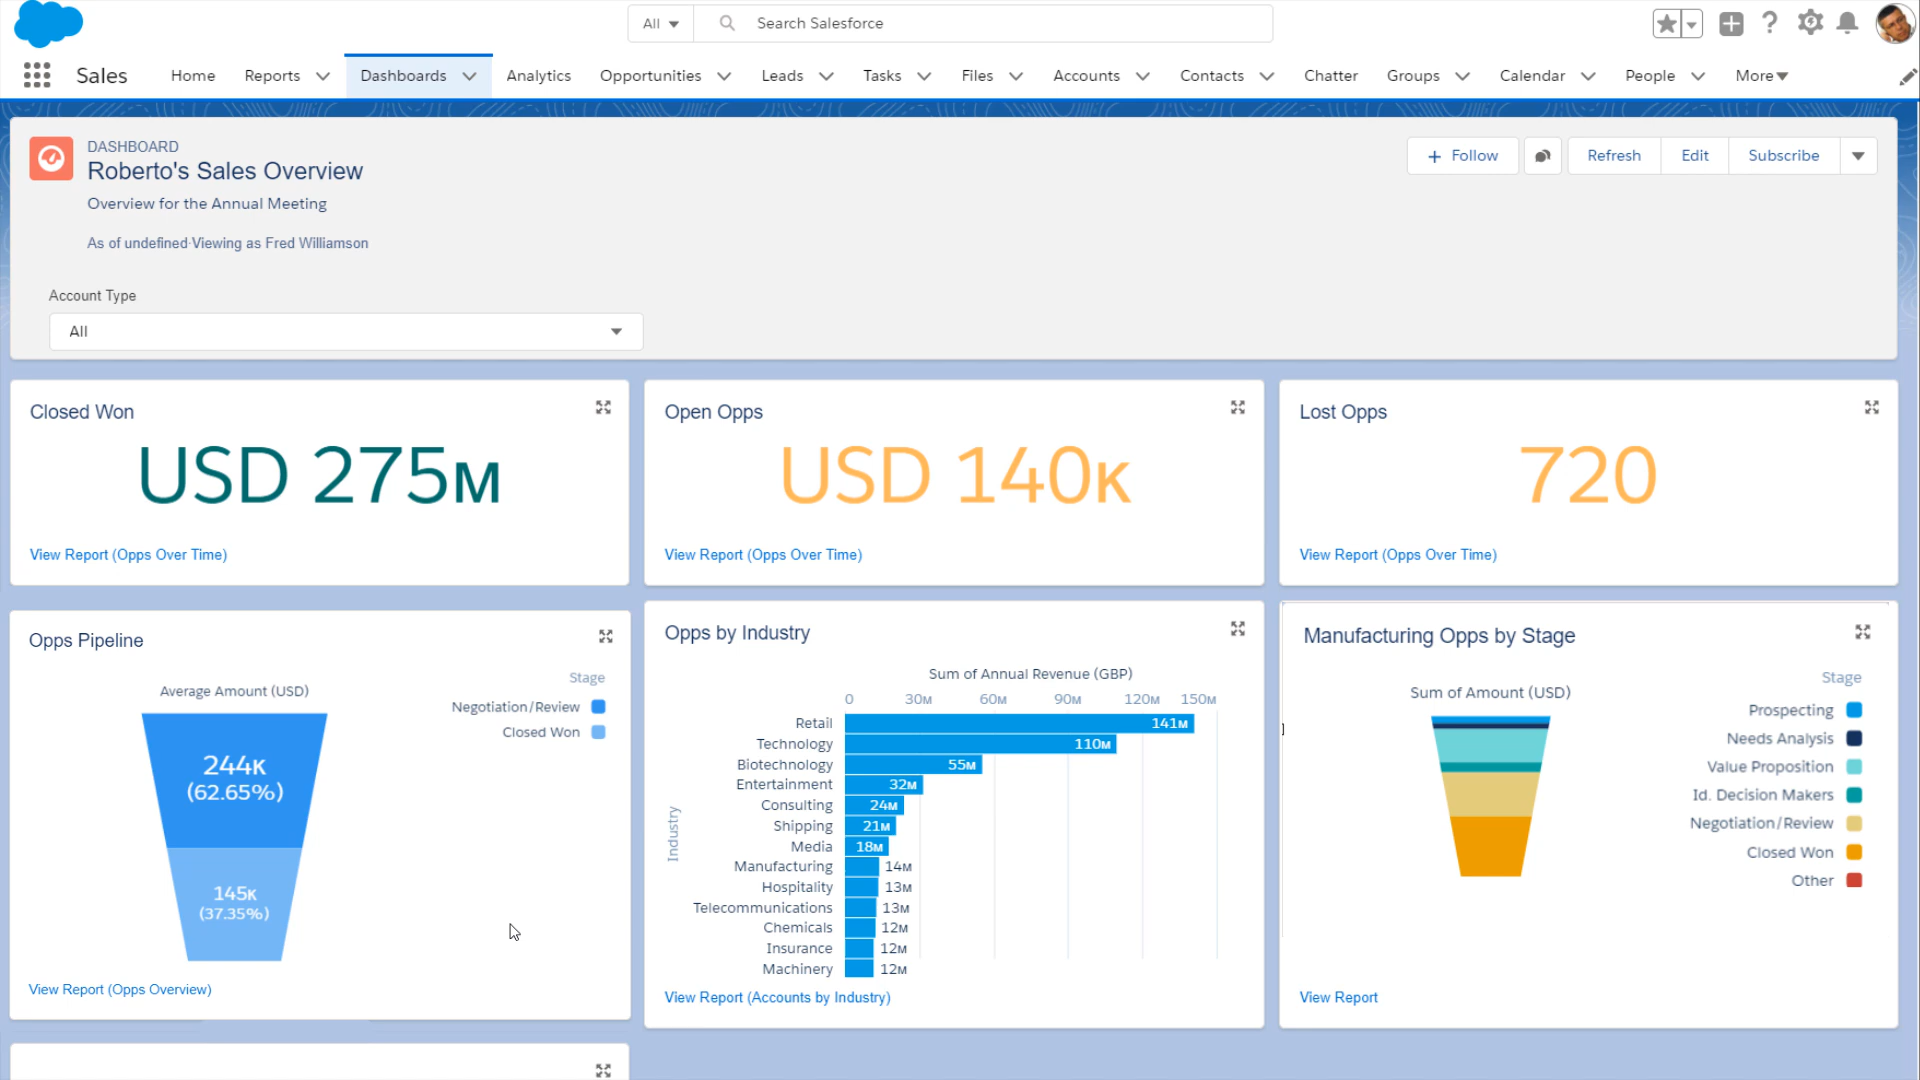 All
Search Salesforce
Sales Home Reports Dashboards Analytics Opportunities Leads Tasks Files Accounts Contacts Chatter Groups Calendar People More
DASHBOARD
Roberto's Sales Overview
Overview for the Annual Meeting
As of undefined·Viewing as Fred Williamson
+ Follow
Refresh
Edit
Subscribe
Account Type
All
Closed Won
USD 275M
View Report (Opps Over Time)
Open Opps
USD 140K
View Report (Opps Over Time)
Lost Opps
720
View Report (Opps Over Time)
Opps Pipeline
Average Amount (USD)
Stage
Negotiation/Review
Closed Won
244K
(62.65%)
145K
(37.35%)
View Report (Opps Overview)
Opps by Industry
Sum of Annual Revenue (GBP)
0 30M 60M 90M 120M 150M
Industry
Retail 141M
Technology 110M
Biotechnology 55M
Entertainment 32M
Consulting 24M
Shipping 21M
Media 18M
Manufacturing 14M
Hospitality 13M
Telecommunications 13M
Chemicals 12M
Insurance 12M
Machinery 12M
View Report (Accounts by Industry)
Manufacturing Opps by Stage
Sum of Amount (USD)
Stage
Prospecting
Needs Analysis
Value Proposition
Id. Decision Makers
Negotiation/Review
Closed Won
Other
View Report